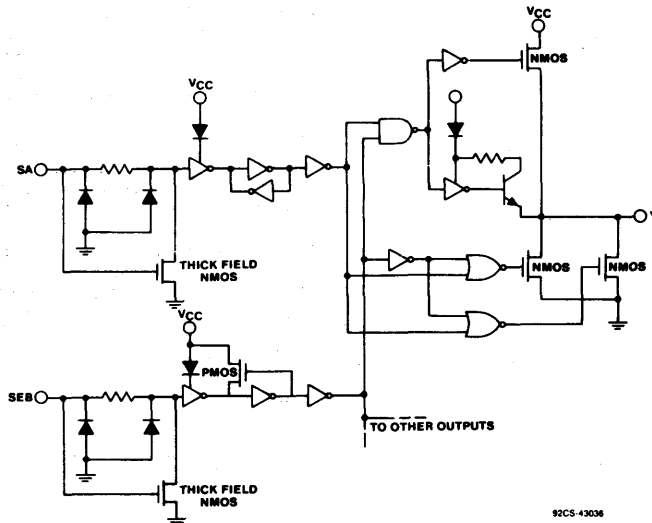 VCC
NMOS
VCC
SA
THICK FIELD
NMOS
NMOS
NMOS
VCC
PMOS
SEB
TO OTHER OUTPUTS
THICK FIELD
NMOS
92CS-43036